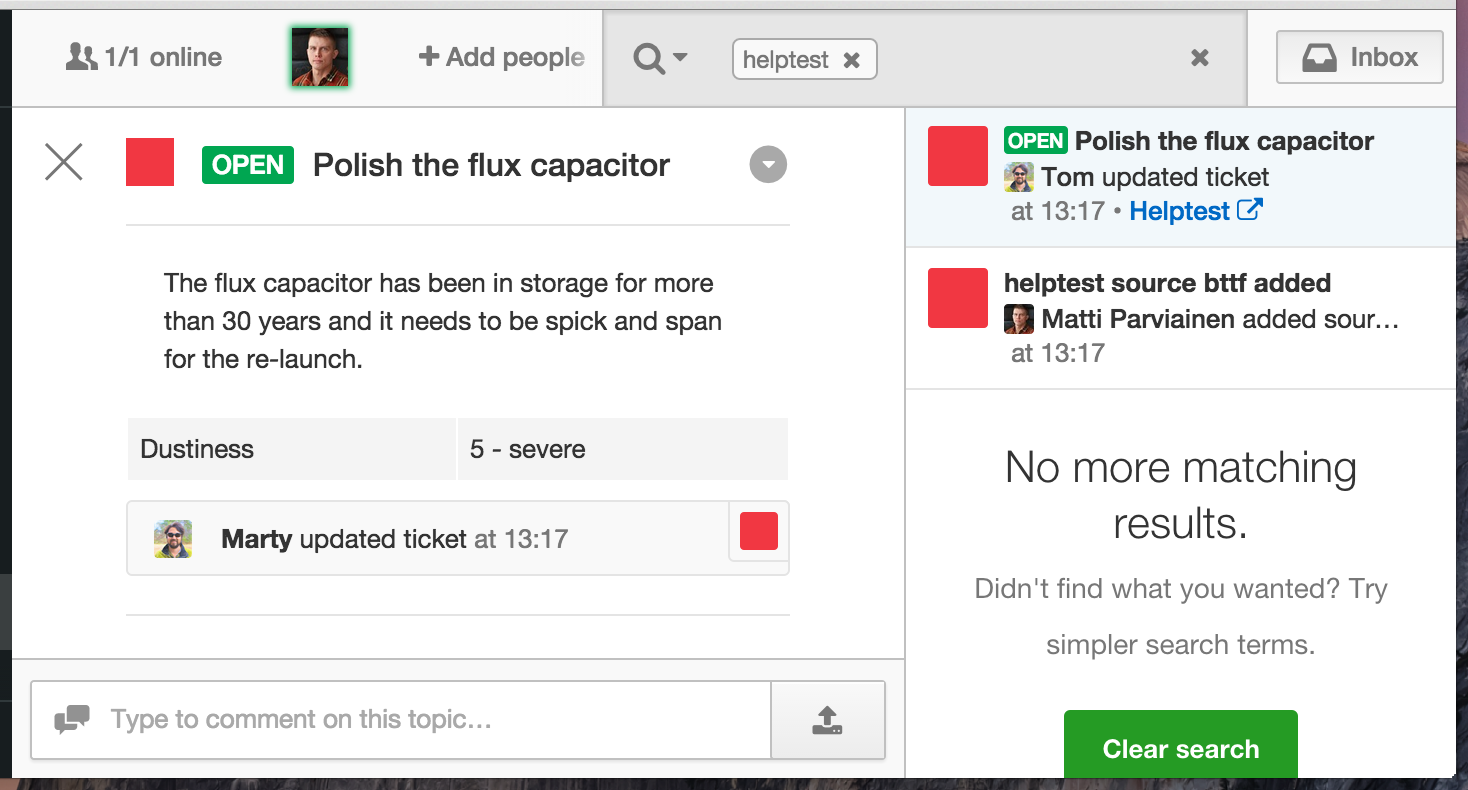 1/1 online
Add people
helptest
Inbox
OPEN Polish the flux capacitor
The flux capacitor has been in storage for more
than 30 years and it needs to be spick and span
for the re-launch.
Dustiness 5 - severe
Marty updated ticket at 13:17
Type to comment on this topic...
OPEN Polish the flux capacitor
Tom updated ticket
at 13:17 • Helptest
helptest source bttf added
Matti Parviainen added sour...
at 13:17
No more matching
results.
Didn't find what you wanted? Try
simpler search terms.
Clear search